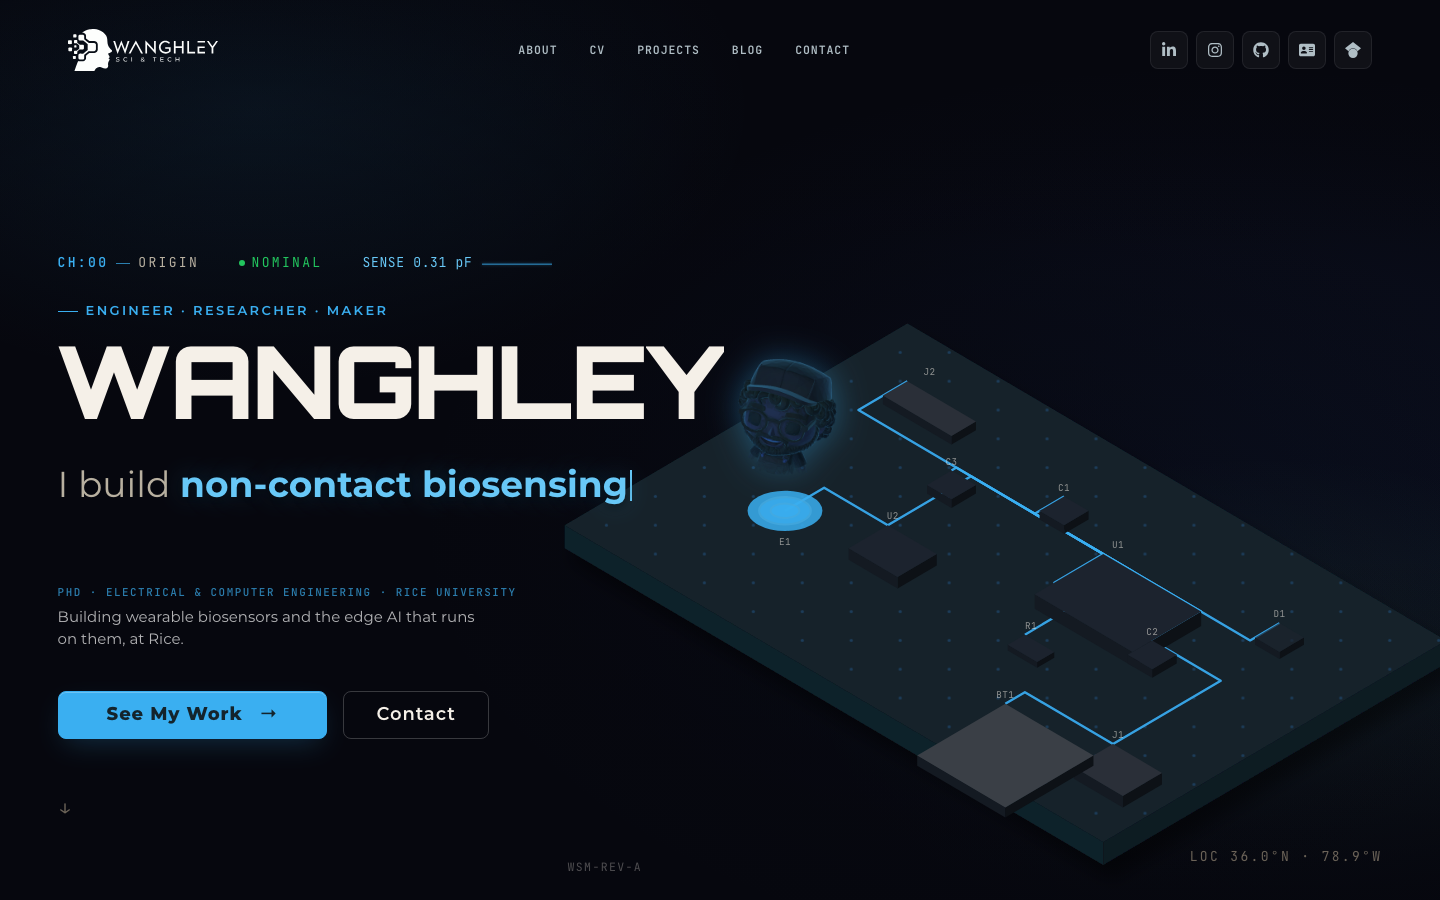 WANGHLEY
SCI & TECH
ABOUT CV PROJECTS BLOG CONTACT
CH:00 — ORIGIN
NOMINAL
SENSE 0.31 pF
— ENGINEER · RESEARCHER · MAKER
WANGHLEY
I build non-contact biosensing
PHD · ELECTRICAL & COMPUTER ENGINEERING · RICE UNIVERSITY
Building wearable biosensors and the edge AI that runs
on them, at Rice.
See My Work →
Contact
↓
J2
C3
C1
U2
E1
U1
D1
R1
C2
BT1
J1
WSM-REV-A
LOC 36.0°N · 78.9°W